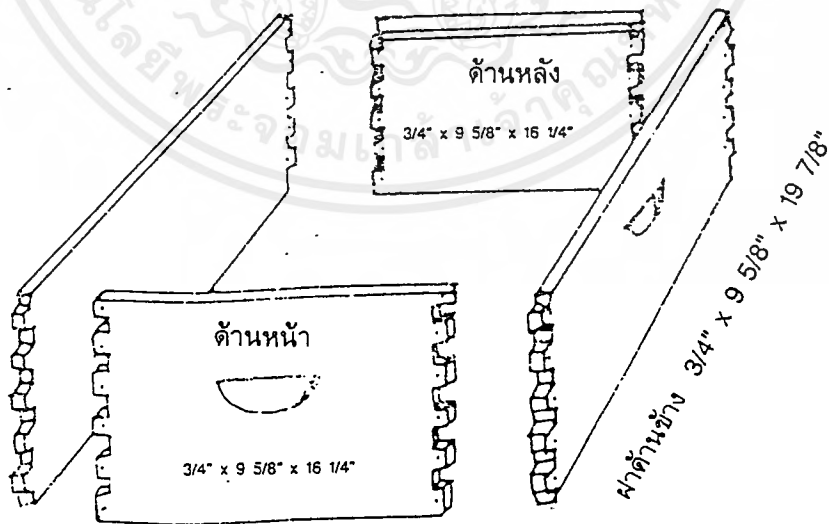 ด้านหลัง
3/4" x 9 5/8" x 16 1/4"
ด้านหน้า
3/4" x 9 5/8" x 16 1/4"
ฝาด้านข้าง 3/4" x 9 5/8" x 19 7/8"